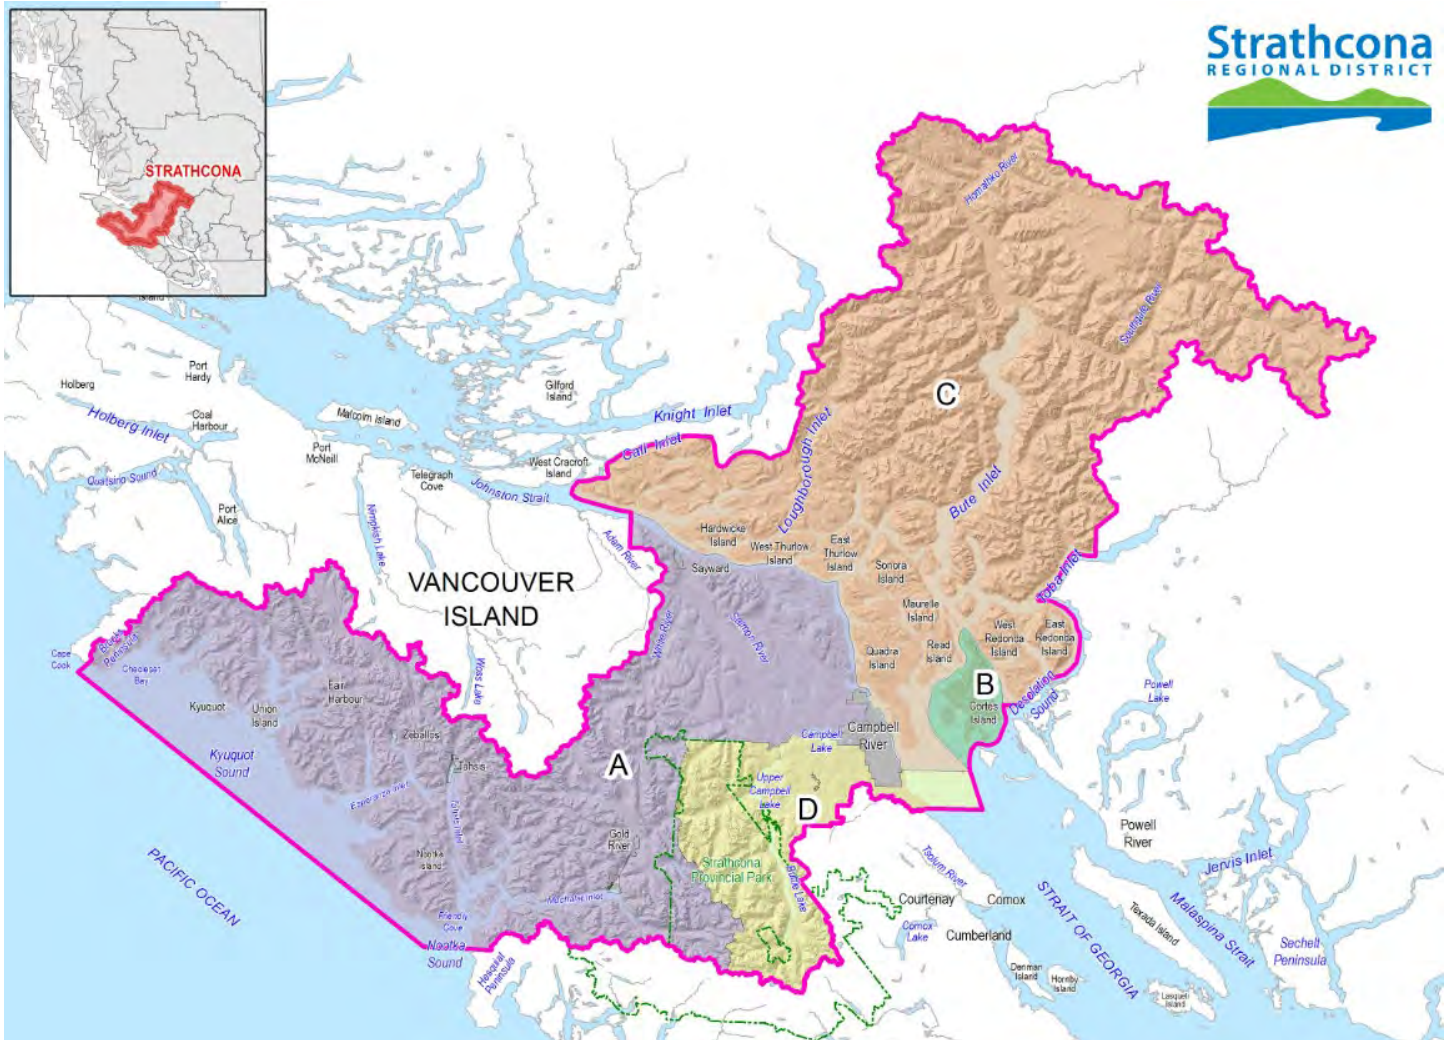 Strathcona
REGIONAL DISTRICT
STRATHCONA
Island
Homathko River
Southgate River
Port
Hardy
Holberg
Holberg Inlet
Coal
Harbour
Gilford
Island
Malcolm Island
Knight Inlet
C
Port
McNeill
Call Inlet
Loughborough Inlet
West Cracroft
Island
Telegraph
Cove
Quatsino Sound
Johnston Strait
Bute Inlet
Port
Alice
Nimpkish Lake
Adam River
Hardwicke
Island
West Thurlow
Island
East
Thurlow
Island
Sayward
Sonora
Island
Toba Inlet
VANCOUVER
ISLAND
Maurelle
Island
White River
Salmon River
West
Redonda
Island
East
Redonda
Island
Read
Island
Quadra
Island
Brooks
Peninsula
Cape
Cook
Checleset
Bay
Woss Lake
Fair
Harbour
B
Cortes
Island
Desolation
Sound
Powell
Lake
Kyuquot
Union
Island
Zeballos
Campbell
River
Campbell
Lake
Kyuquot
Sound
Tahsis
A
Upper
Campbell
Lake
D
Esperanza Inlet
Tahsis Inlet
Gold
River
Powell
River
Nootka
Island
Strathcona
Provincial Park
Buttle Lake
Tsolum River
Jervis Inlet
PACIFIC OCEAN
Muchalat Inlet
Courtenay
Comox
STRAIT OF GEORGIA
Malaspina Strait
Texada Island
Friendly
Cove
Comox
Lake
Cumberland
Nootka
Sound
Sechelt
Peninsula
Hesquiat
Peninsula
Denman
Island
Hornby
Island
Lasqueti
Island